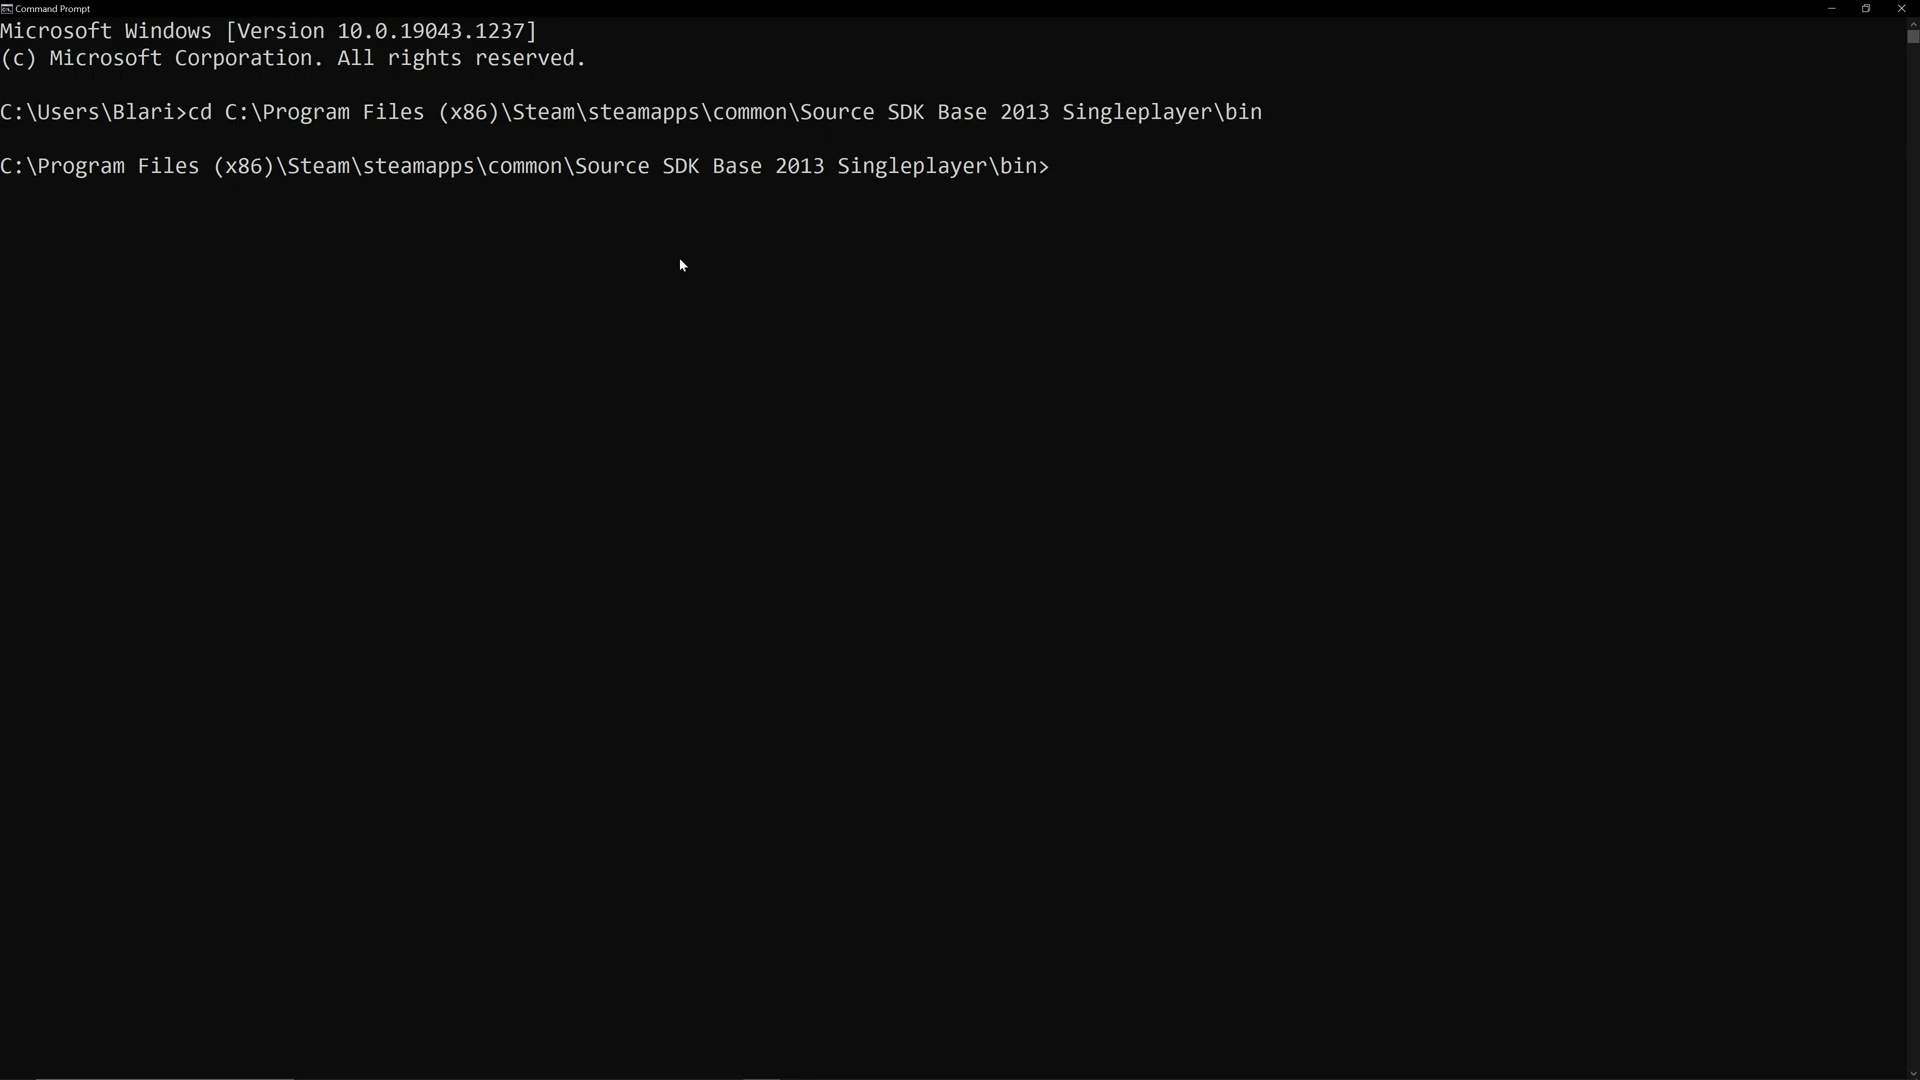 Command Prompt
Microsoft Windows [Version 10.0.19043.1237]
(c) Microsoft Corporation. All rights reserved.
C:\Users\Blari>cd C:\Program Files (x86)\Steam\steamapps\common\Source SDK Base 2013 Singleplayer\bin
C:\Program Files (x86)\Steam\steamapps\common\Source SDK Base 2013 Singleplayer\bin>